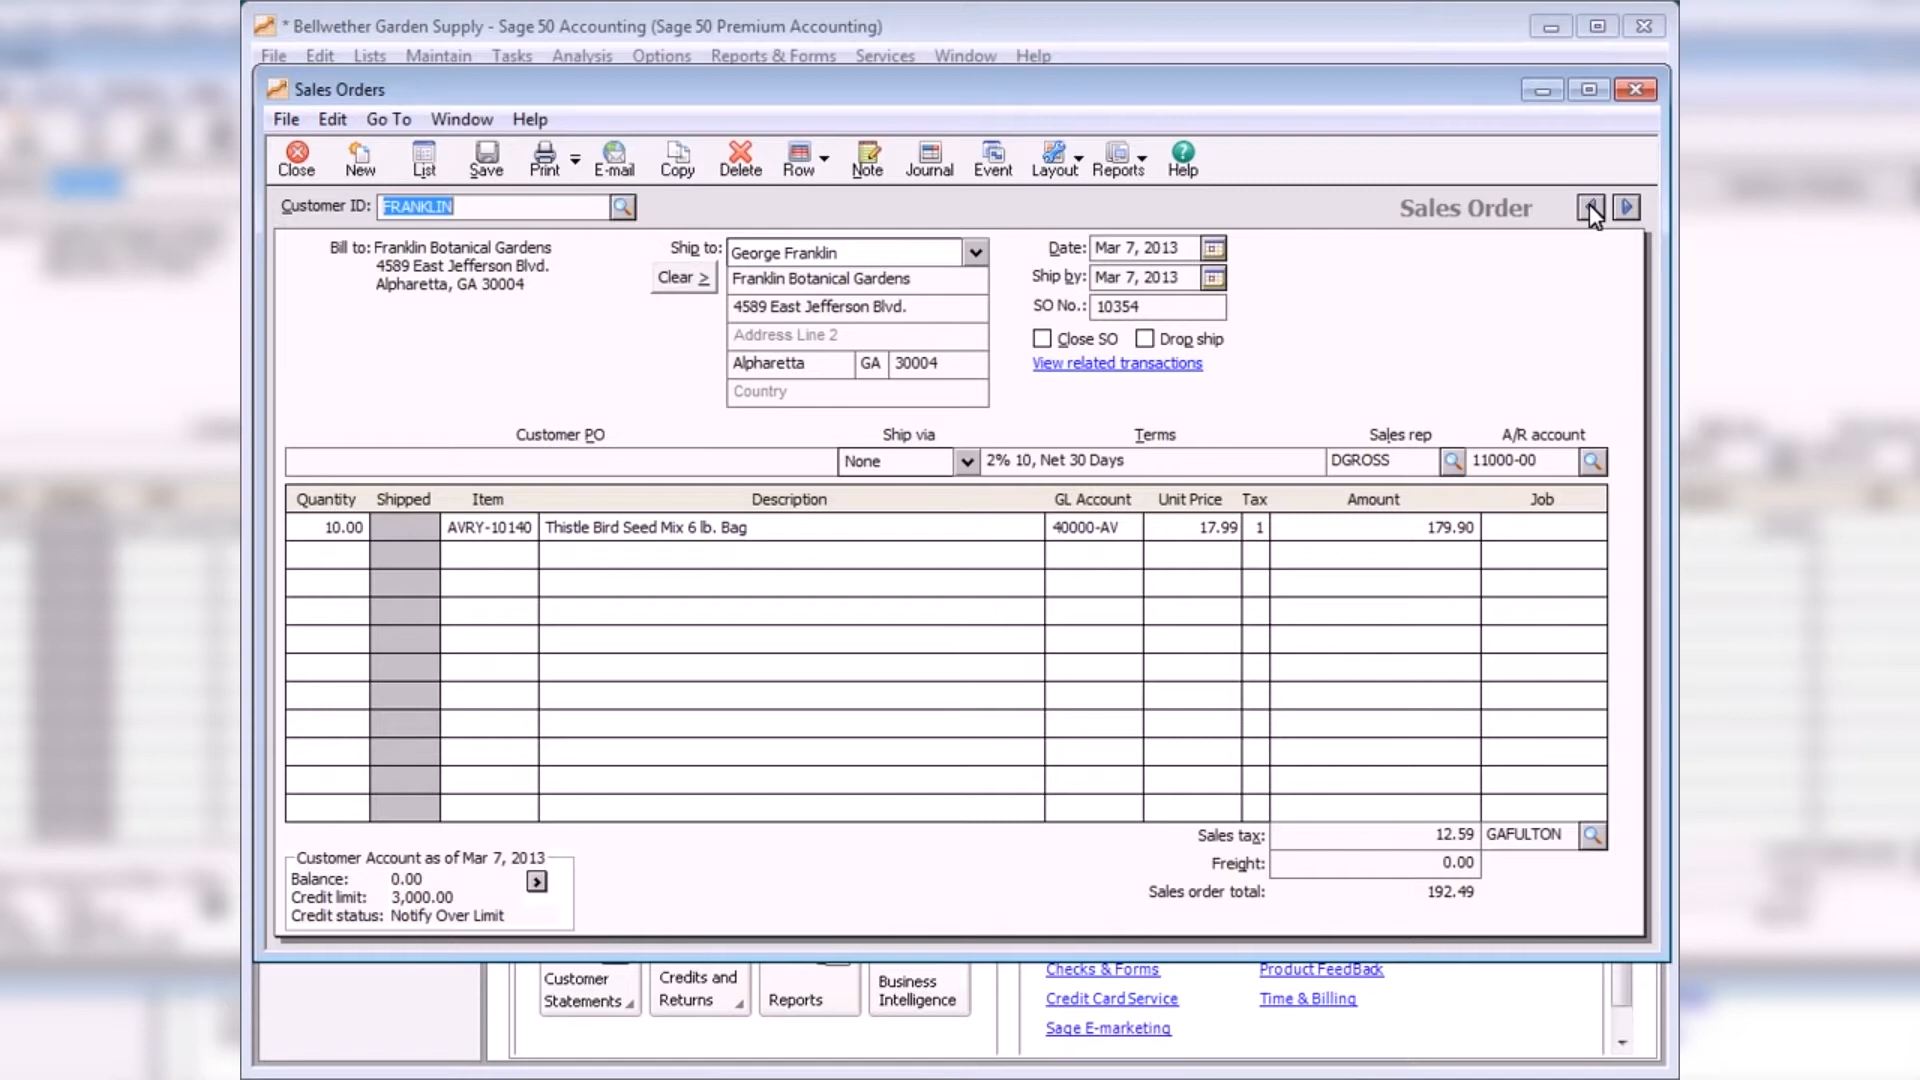 * Bellwether Garden Supply - Sage 50 Accounting (Sage 50 Premium Accounting)
File Edit Lists Maintain Tasks Analysis Options Reports & Forms Services Window Help
Sales Orders
File Edit Go To Window Help
Close New List Save Print E-mail Copy Delete Row Note Journal Event Layout Reports Help
Customer ID: FRANKLIN
Sales Order
Bill to: Franklin Botanical Gardens
4589 East Jefferson Blvd.
Alpharetta, GA 30004
Ship to: George Franklin
Clear >
Franklin Botanical Gardens
4589 East Jefferson Blvd.
Address Line 2
Alpharetta GA 30004
Country
Date: Mar 7, 2013
Ship by: Mar 7, 2013
SO No.: 10354
Close SO Drop ship
View related transactions
Customer PO Ship via Terms Sales rep A/R account
None 2% 10, Net 30 Days DGROSS 11000-00
Quantity Shipped Item Description GL Account Unit Price Tax Amount Job
10.00 AVRY-10140 Thistle Bird Seed Mix 6 lb. Bag 40000-AV 17.99 1 179.90
Sales tax: 12.59 GAFULTON
Freight: 0.00
Sales order total: 192.49
Customer Account as of Mar 7, 2013
Balance: 0.00
Credit limit: 3,000.00
Credit status: Notify Over Limit
Customer Statements
Credits and Returns
Reports
Business Intelligence
Checks & Forms Product FeedBack
Credit Card Service Time & Billing
Sage E-marketing